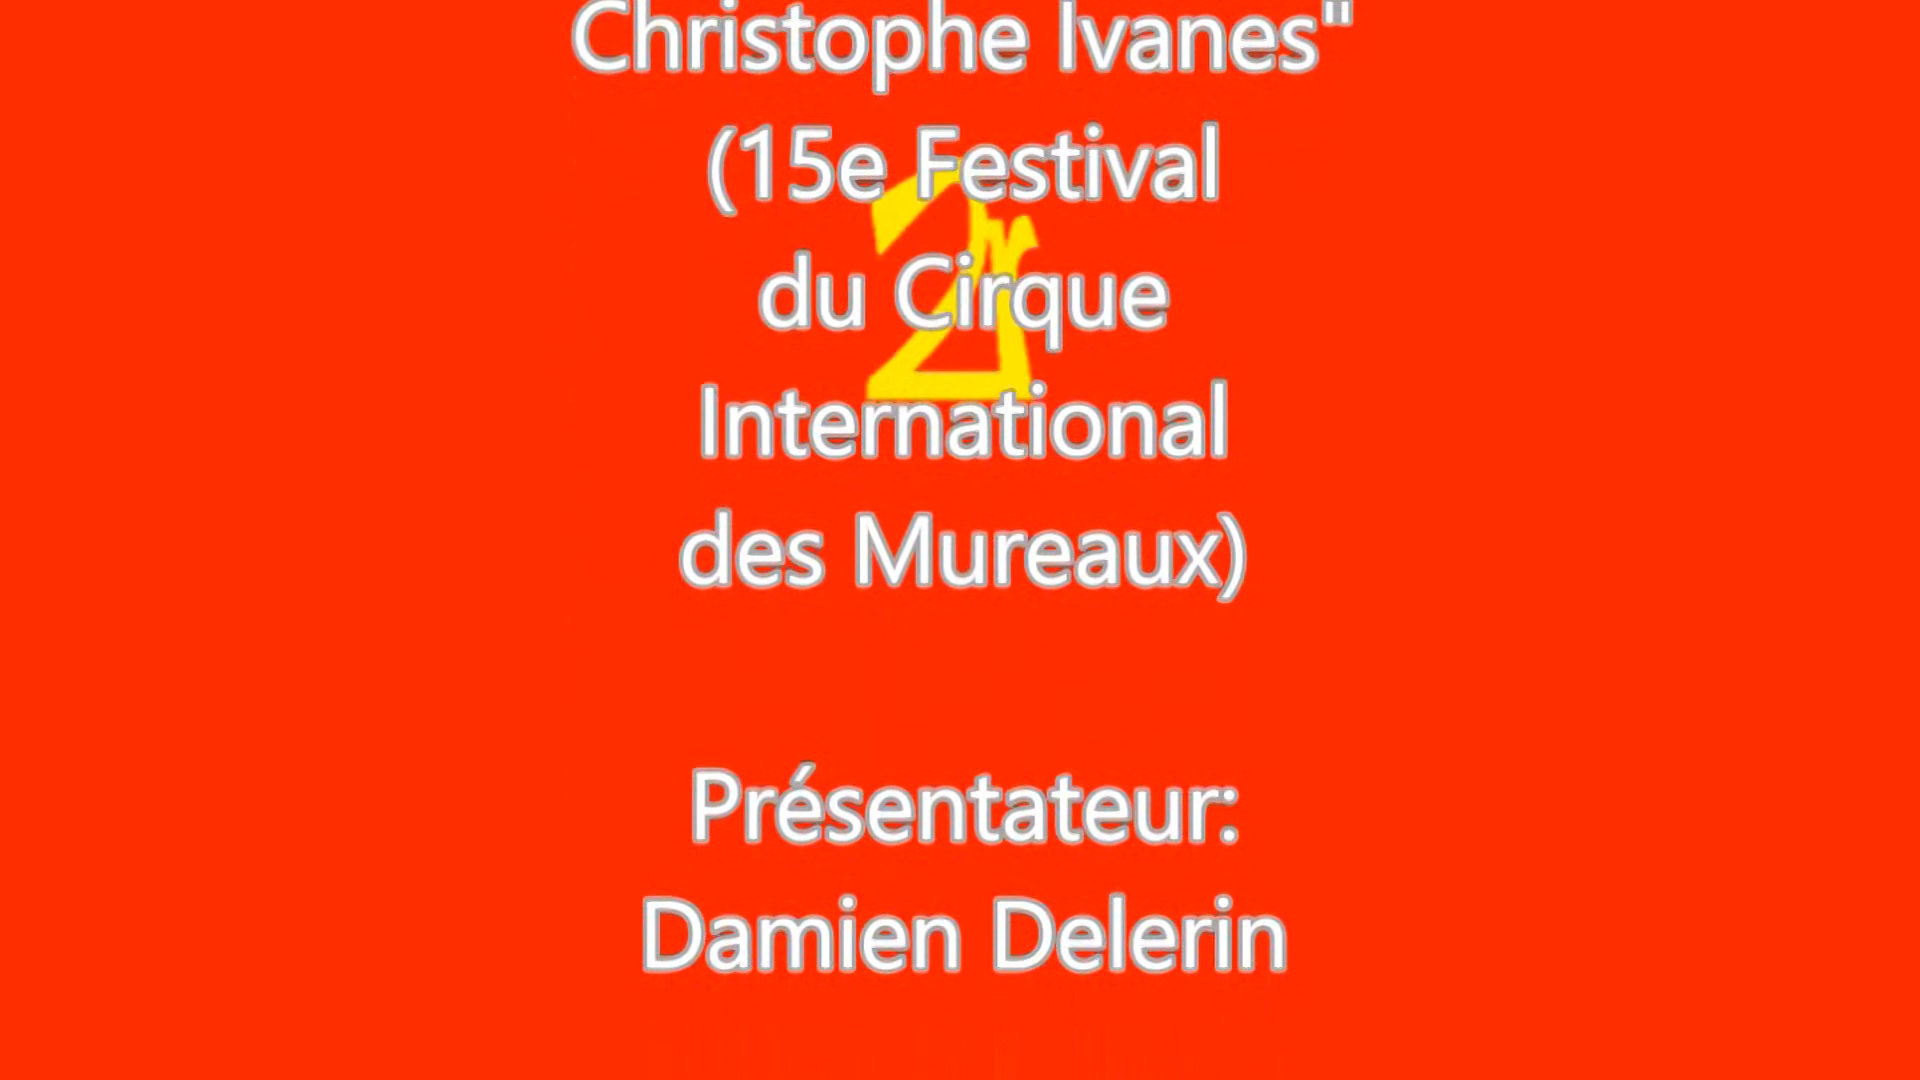 Christophe Ivanes"
(15e Festival
du Cirque
International
des Mureaux)
Présentateur:
Damien Delerin